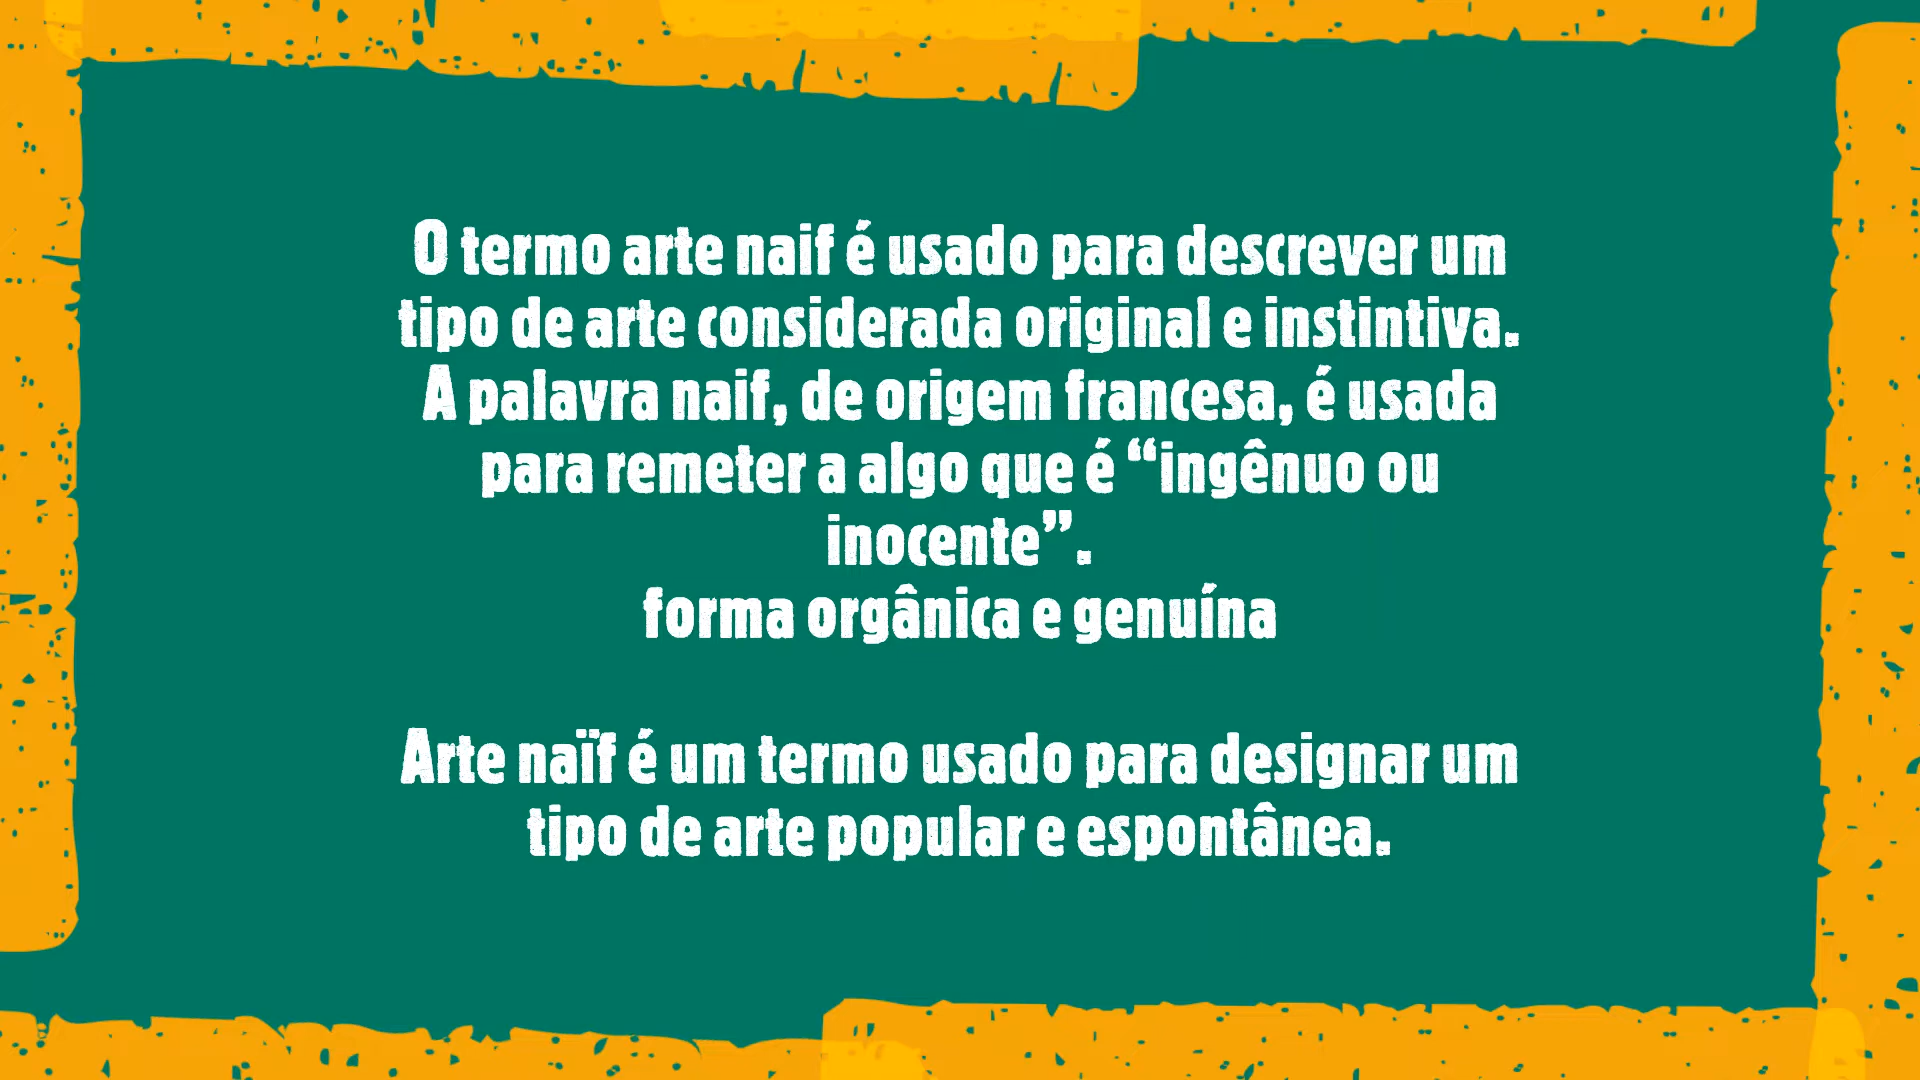 O termo arte naif é usado para descrever um
tipo de arte considerada original e instintiva.
A palavra naif, de origem francesa, é usada
para remeter a algo que é “ingênuo ou
inocente”.
forma orgânica e genuína
Arte naïf é um termo usado para designar um
tipo de arte popular e espontânea.